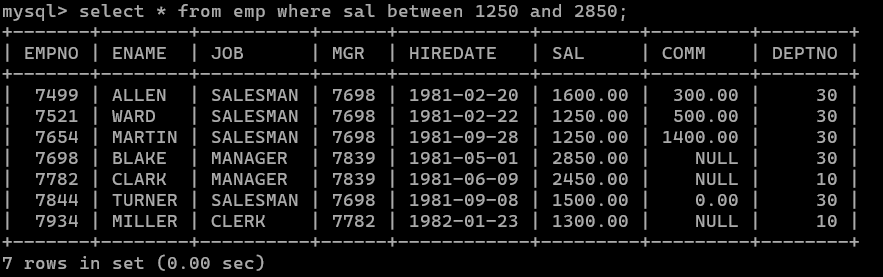 mysql> select * from emp where sal between 1250 and 2850;
+-------+--------+----------+------+------------+---------+---------+--------+
| EMPNO | ENAME  | JOB      | MGR  | HIREDATE   | SAL     | COMM    | DEPTNO |
+-------+--------+----------+------+------------+---------+---------+--------+
|  7499 | ALLEN  | SALESMAN | 7698 | 1981-02-20 | 1600.00 |  300.00 |     30 |
|  7521 | WARD   | SALESMAN | 7698 | 1981-02-22 | 1250.00 |  500.00 |     30 |
|  7654 | MARTIN | SALESMAN | 7698 | 1981-09-28 | 1250.00 | 1400.00 |     30 |
|  7698 | BLAKE  | MANAGER  | 7839 | 1981-05-01 | 2850.00 |    NULL |     30 |
|  7782 | CLARK  | MANAGER  | 7839 | 1981-06-09 | 2450.00 |    NULL |     10 |
|  7844 | TURNER | SALESMAN | 7698 | 1981-09-08 | 1500.00 |    0.00 |     30 |
|  7934 | MILLER | CLERK    | 7782 | 1982-01-23 | 1300.00 |    NULL |     10 |
+-------+--------+----------+------+------------+---------+---------+--------+
7 rows in set (0.00 sec)